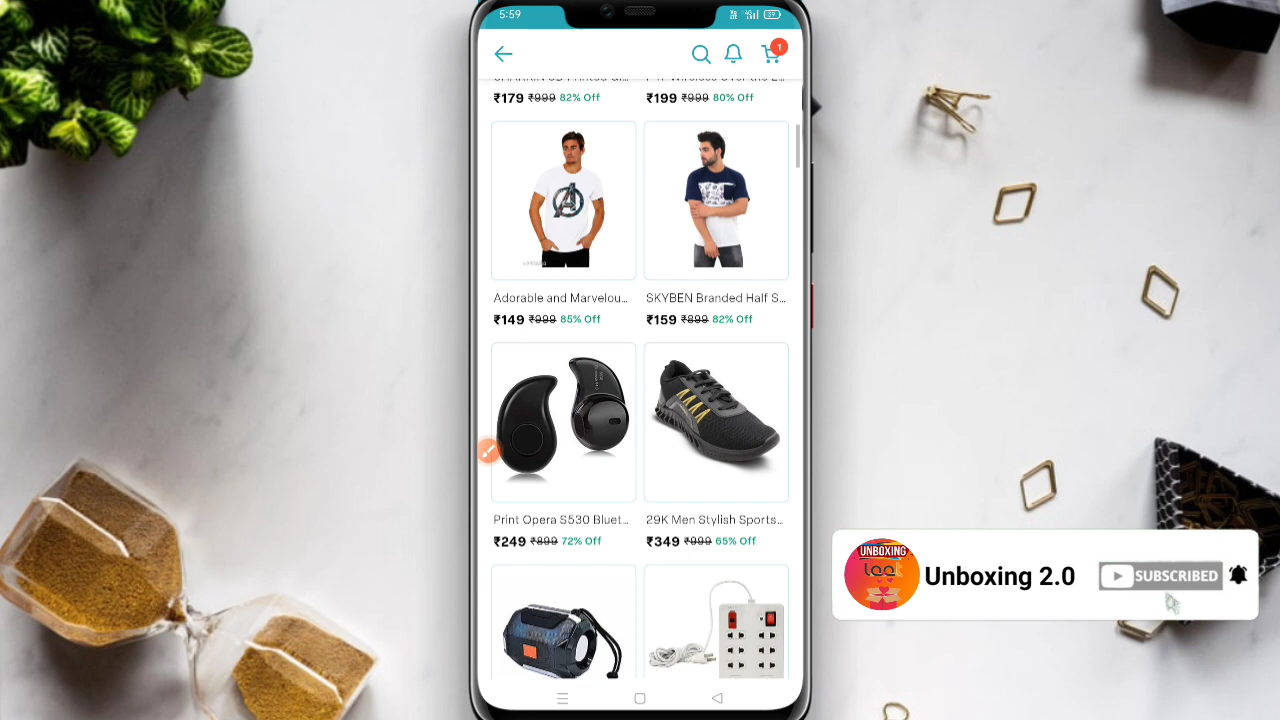 5:59
39
1
₹179 ₹999 82% Off
₹199 ₹999 80% Off
Adorable and Marvelou...
₹149 ₹999 85% Off
SKYBEN Branded Half S...
₹159 ₹899 82% Off
Print Opera S530 Bluet...
₹249 ₹899 72% Off
29K Men Stylish Sports...
₹349 ₹999 65% Off
UNBOXING
Unboxing 2.0
SUBSCRIBED